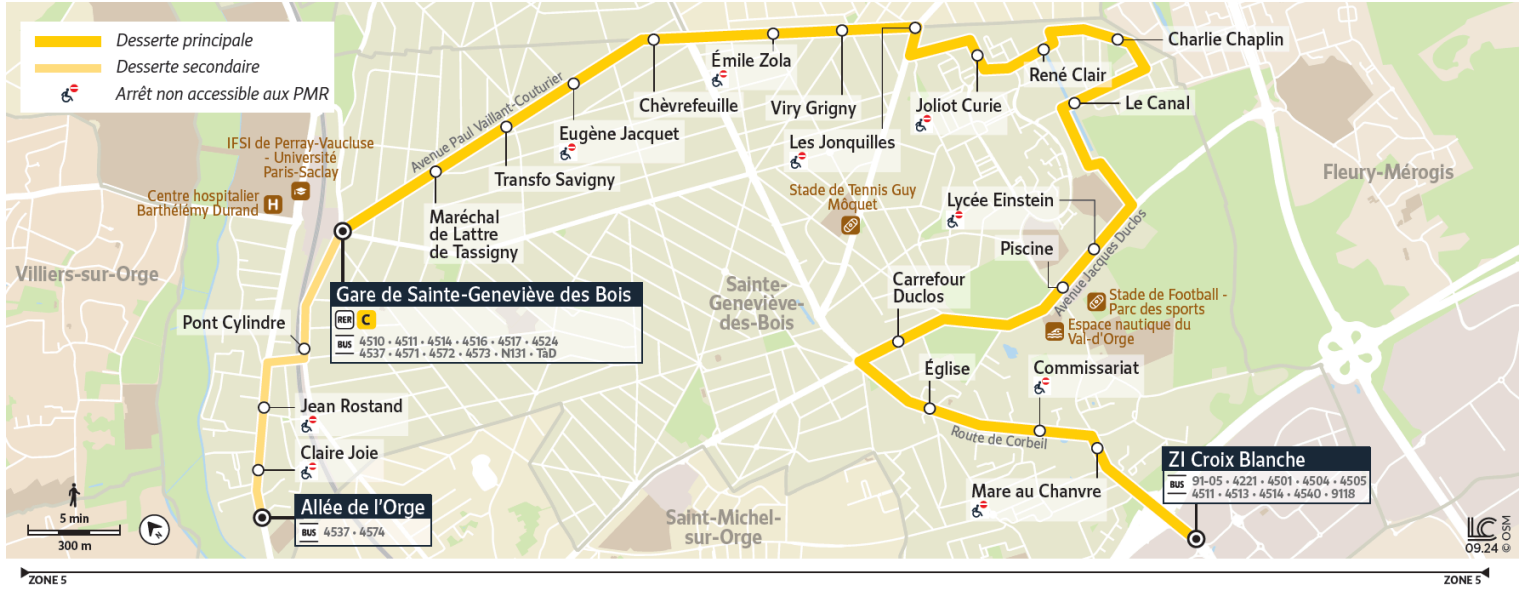 Desserte principale
Desserte secondaire
Arrêt non accessible aux PMR
IFSI de Perray-Vaucluse
- Université
Paris-Saclay
Centre hospitalier
Barthélémy Durand
H
Villiers-sur-Orge
Avenue Paul Vaillant-Couturier
Maréchal
de Lattre
de Tassigny
Transfo Savigny
Eugène Jacquet
Chèvrefeuille
Émile Zola
Viry Grigny
Les Jonquilles
Joliot Curie
René Clair
Charlie Chaplin
Le Canal
Fleury-Mérogis
Stade de Tennis Guy
Môquet
Lycée Einstein
Piscine
Avenue Jacques Duclos
Stade de Football -
Parc des sports
Espace nautique du
Val-d'Orge
Carrefour
Duclos
Sainte-
Geneviève-
des-Bois
Gare de Sainte-Geneviève des Bois
RER C
BUS 4510 • 4511 • 4514 • 4516 • 4517 • 4524
4537 • 4571 • 4572 • 4573 • N131 • TàD
Pont Cylindre
Jean Rostand
Claire Joie
Allée de l'Orge
BUS 4537 • 4574
Église
Commissariat
Route de Corbeil
Mare au Chanvre
ZI Croix Blanche
BUS 91-05 • 4221 • 4501 • 4504 • 4505
4511 • 4513 • 4514 • 4540 • 9118
Saint-Michel-
sur-Orge
5 min
300 m
N
LC
09.24 © OSM
ZONE 5
ZONE 5